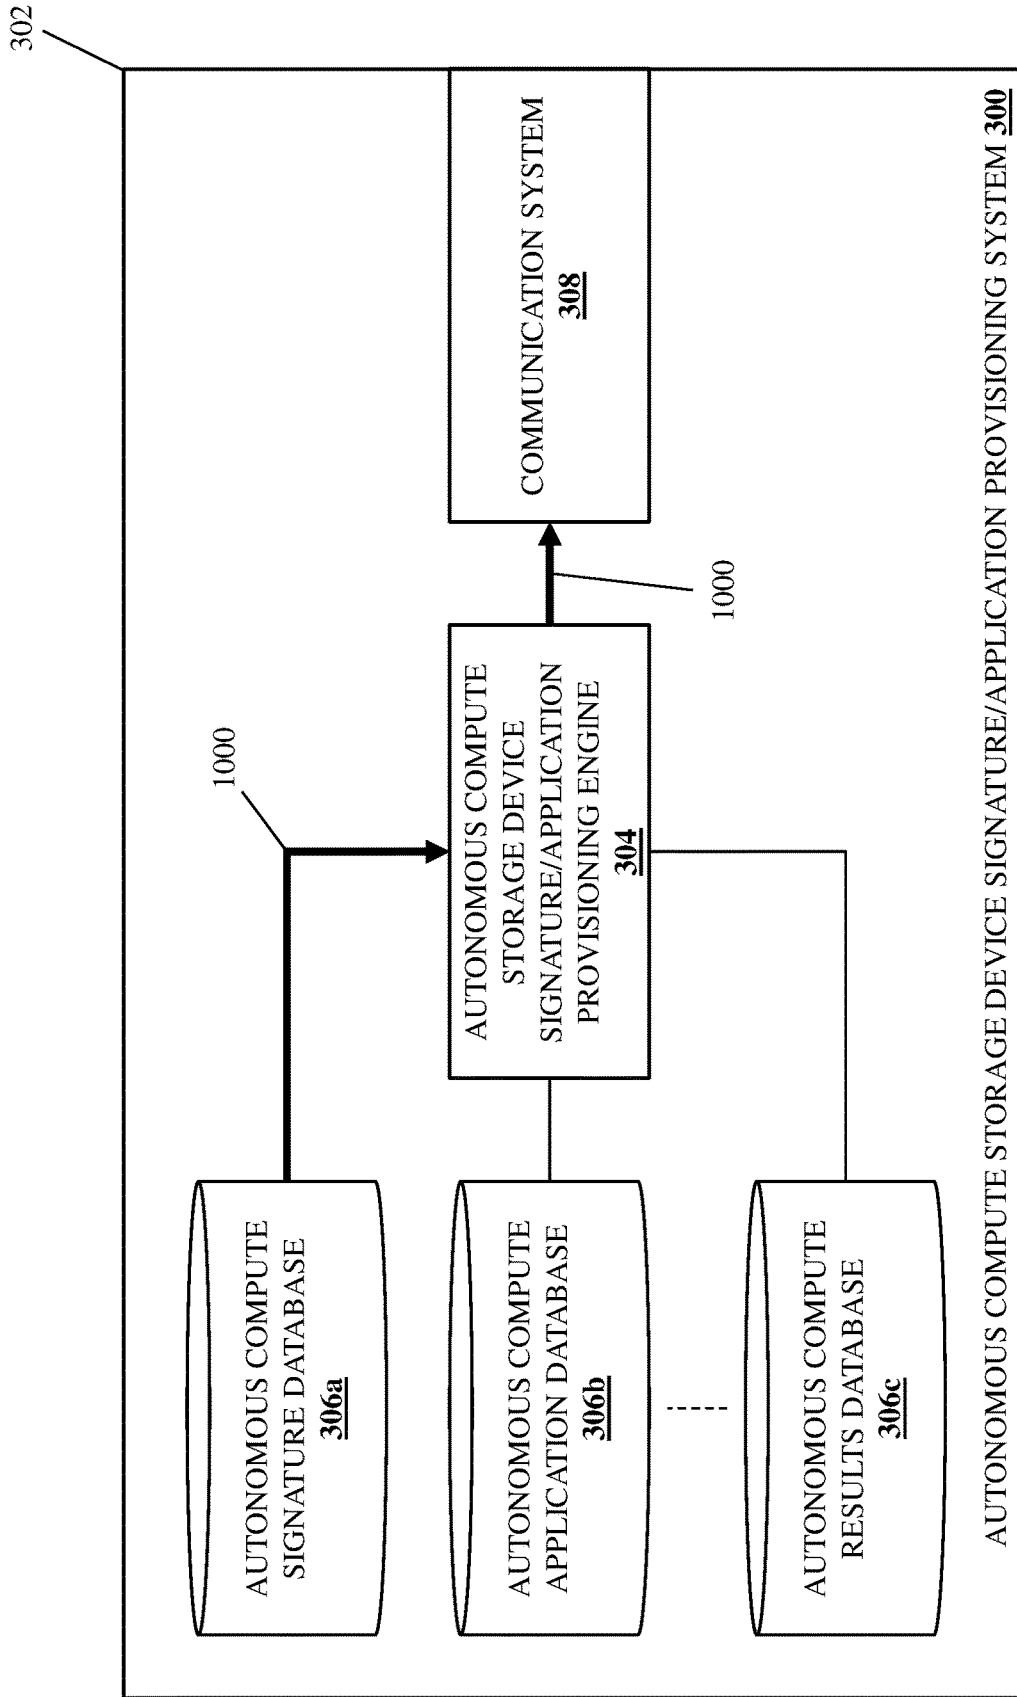 302
AUTONOMOUS COMPUTE
SIGNATURE DATABASE
306a
1000
AUTONOMOUS COMPUTE
APPLICATION DATABASE
306b
AUTONOMOUS COMPUTE
STORAGE DEVICE
SIGNATURE/APPLICATION
PROVISIONING ENGINE
304
1000
COMMUNICATION SYSTEM
308
AUTONOMOUS COMPUTE
RESULTS DATABASE
306c
AUTONOMOUS COMPUTE STORAGE DEVICE SIGNATURE/APPLICATION PROVISIONING SYSTEM 300